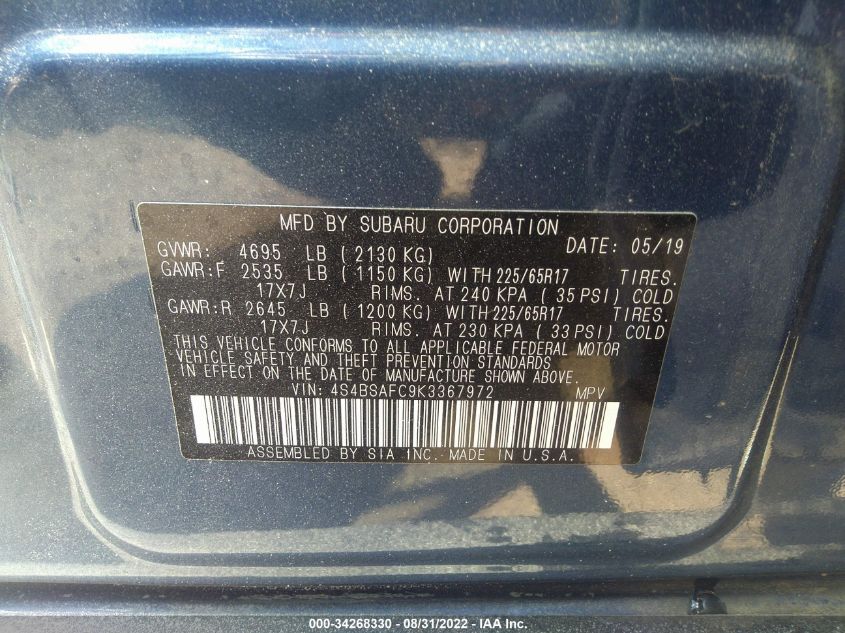 MFD BY SUBARU CORPORATION
GVWR: 4695 LB ( 2130 KG) DATE: 05/19
GAWR:F 2535 LB ( 1150 KG) WITH 225/65R17 TIRES.
17X7J RIMS. AT 240 KPA ( 35 PSI) COLD
GAWR:R 2645 LB ( 1200 KG) WITH 225/65R17 TIRES.
17X7J RIMS. AT 230 KPA ( 33 PSI) COLD
THIS VEHICLE CONFORMS TO ALL APPLICABLE FEDERAL MOTOR
VEHICLE SAFETY AND THEFT PREVENTION STANDARDS
IN EFFECT ON THE DATE OF MANUFACTURE SHOWN ABOVE.
VIN: 4S4BSAFC9K3367972 MPV
ASSEMBLED BY SIA INC. MADE IN U.S.A.
000-34268330 - 08/31/2022 - IAA Inc.